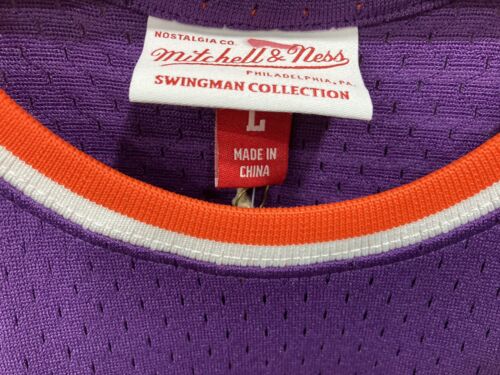 NOSTALGIA CO.
Mitchell & Ness
PHILADELPHIA, PA.
SWINGMAN COLLECTION
L
MADE IN
CHINA